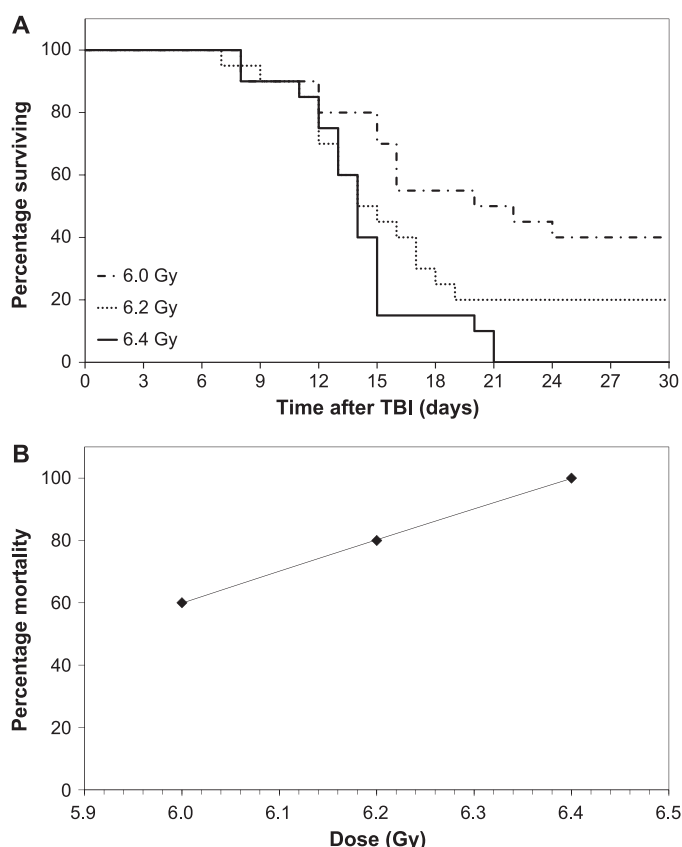 A
100
80
60
40
20
0
Percentage surviving
6.0 Gy
6.2 Gy
6.4 Gy
0 3 6 9 12 15 18 21 24 27 30
Time after TBI (days)
B
100
80
60
40
20
0
Percentage mortality
5.9 6.0 6.1 6.2 6.3 6.4 6.5
Dose (Gy)